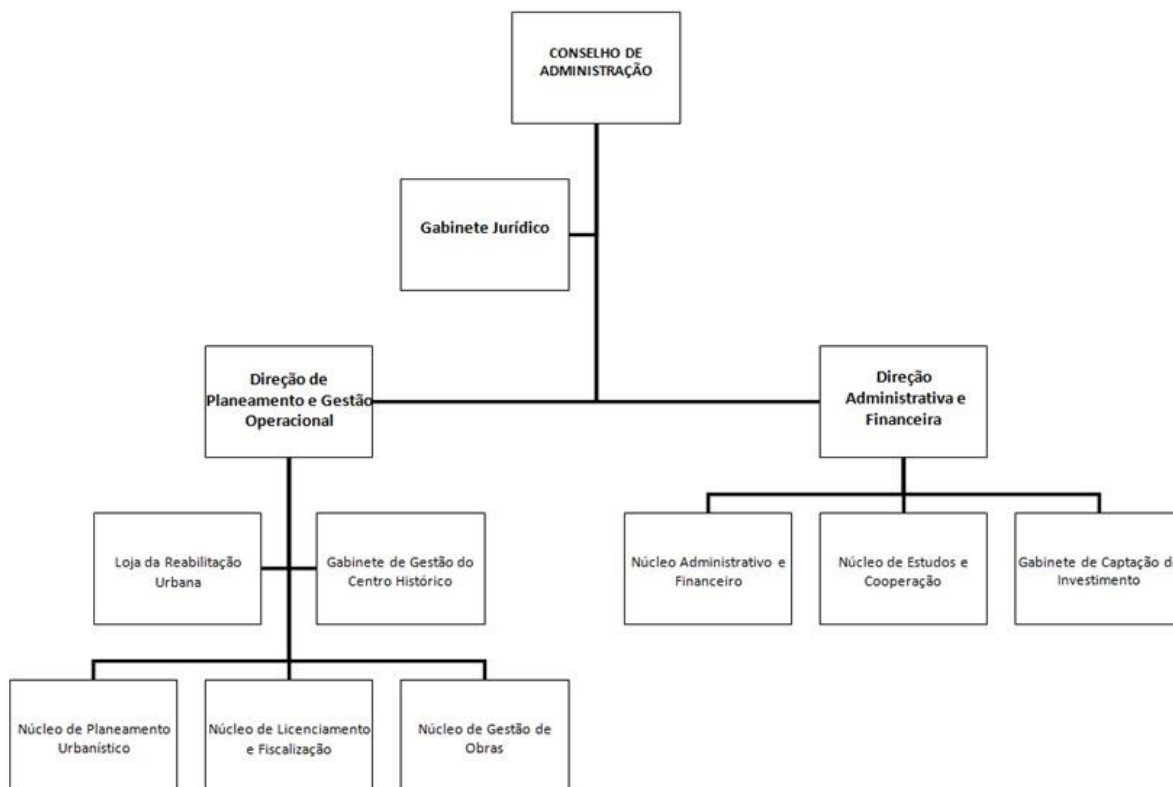 CONSELHO DE
ADMINISTRAÇÃO
Gabinete Jurídico
Direção de
Planeamento e Gestão
Operacional
Direção
Administrativa e
Financeira
Loja da Reabilitação
Urbana
Gabinete de Gestão do
Centro Histórico
Núcleo Administrativo e
Financeiro
Núcleo de Estudos e
Cooperação
Gabinete de Captação de
Investimento
Núcleo de Planeamento
Urbanístico
Núcleo de Licenciamento
e Fiscalização
Núcleo de Gestão de
Obras